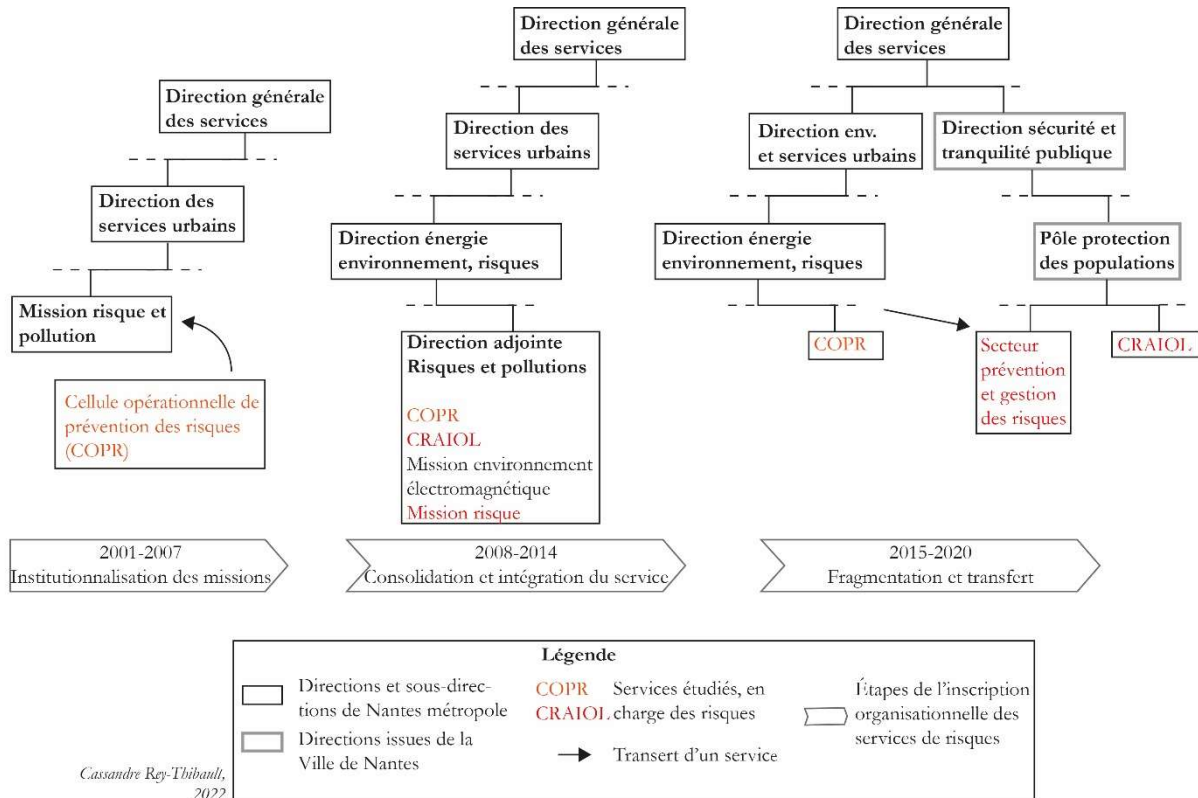 Direction générale
des services
Direction des
services urbains
Mission risque et
pollution
Cellule opérationnelle de
prévention des risques
(COPR)
2001-2007
Institutionnalisation des missions
Direction générale
des services
Direction des
services urbains
Direction énergie
environnement, risques
Direction adjointe
Risques et pollutions
COPR
CRAIOL
Mission environnement
électromagnétique
Mission risque
2008-2014
Consolidation et intégration du service
Direction générale
des services
Direction env.
et services urbains
Direction sécurité et
tranquilité publique
Direction énergie
environnement, risques
Pôle protection
des populations
COPR
Secteur
prévention
et gestion
des risques
CRAIOL
2015-2020
Fragmentation et transfert
Légende
Directions et sous-direc-
tions de Nantes métropole
Directions issues de la
Ville de Nantes
COPR
CRAIOL
Services étudiés, en
charge des risques
Transert d'un service
Étapes de l'inscription
organisationnelle des
services de risques
Cassandre Rey-Thibault,
2022